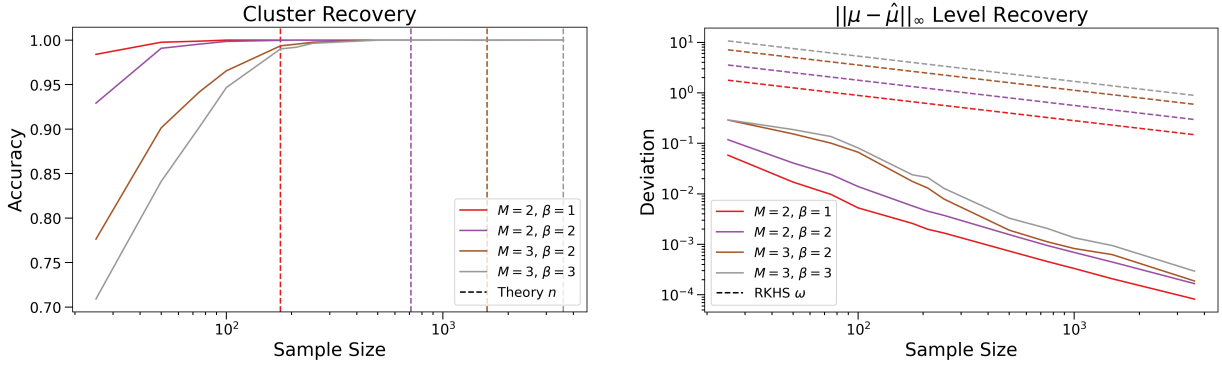 Cluster Recovery
1.00
0.95
0.90
0.85
0.80
0.75
0.70
Accuracy
10²
10³
Sample Size
M = 2, β = 1
M = 2, β = 2
M = 3, β = 2
M = 3, β = 3
Theory n
||μ − μ̂||∞ Level Recovery
10¹
10⁰
10⁻¹
10⁻²
10⁻³
10⁻⁴
Deviation
10²
10³
Sample Size
M = 2, β = 1
M = 2, β = 2
M = 3, β = 2
M = 3, β = 3
RKHS ω